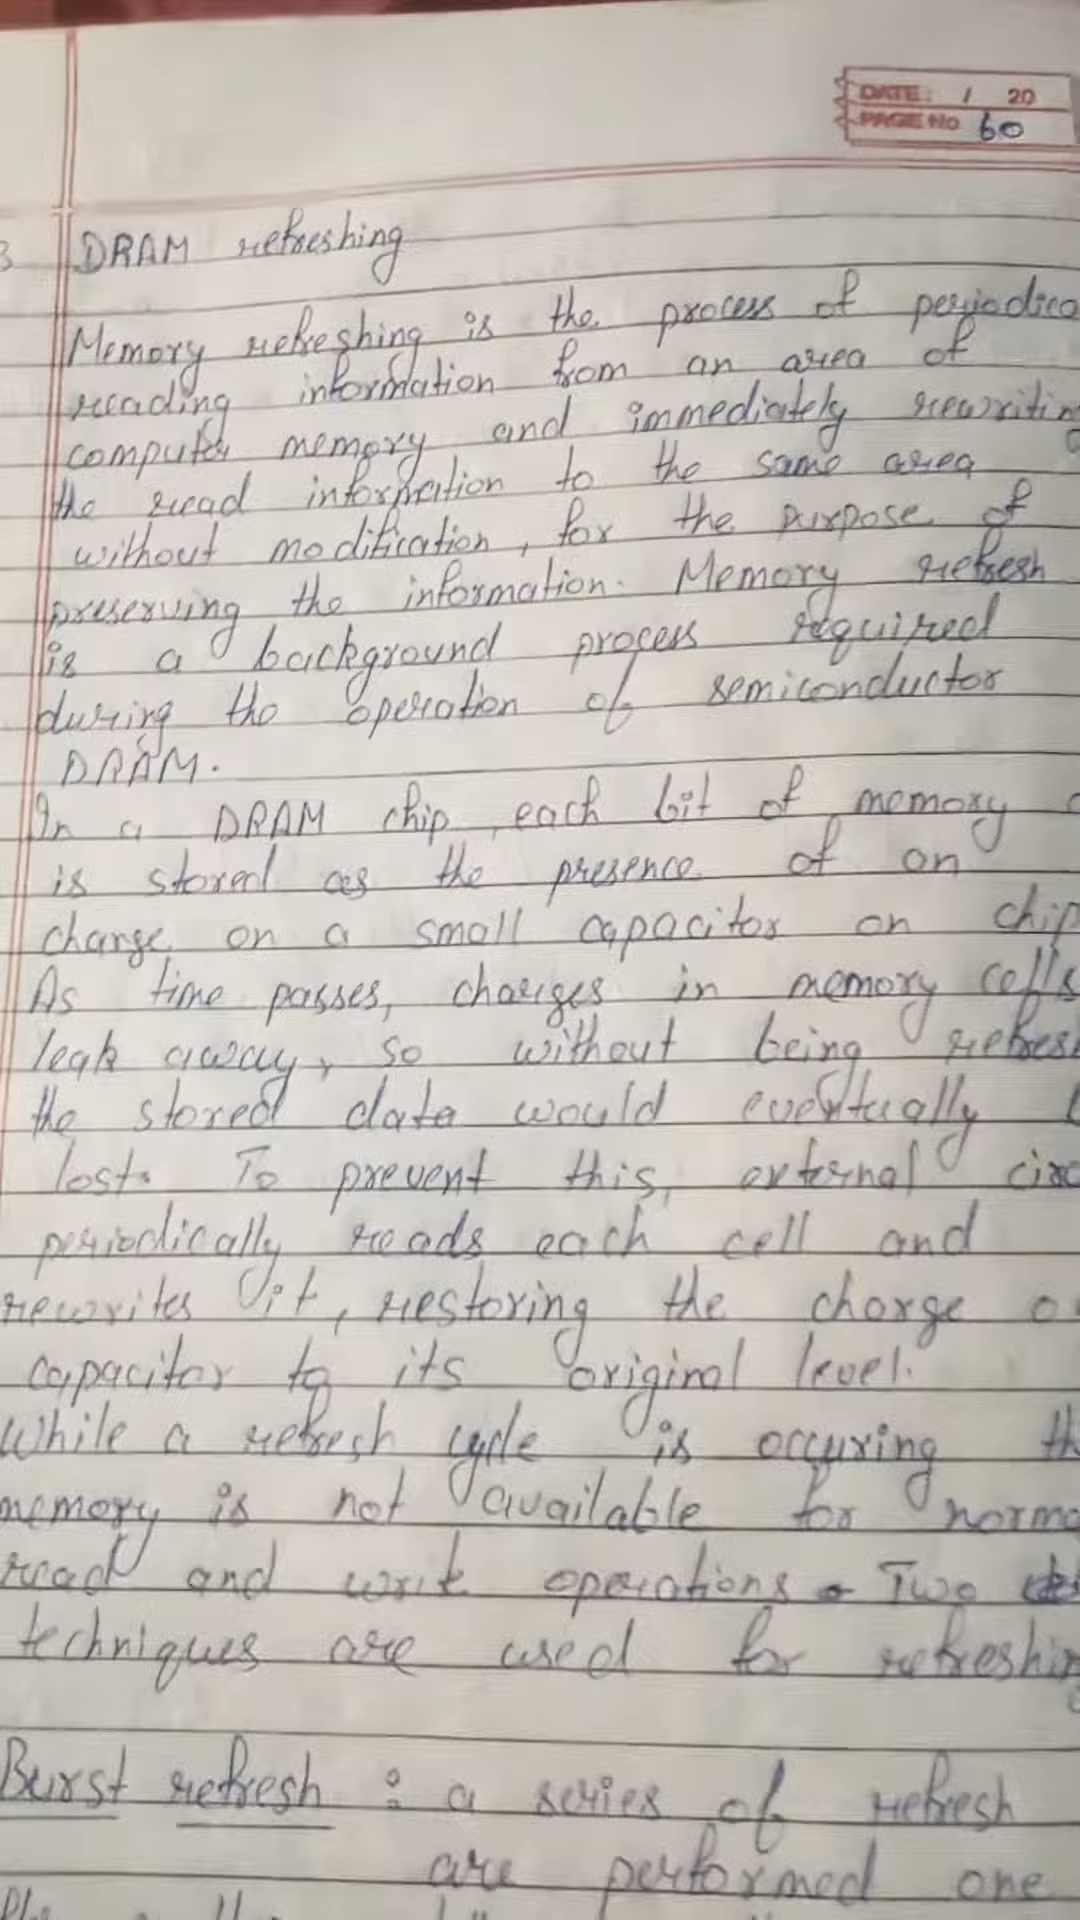 DATE: / 20
PAGE No 60
3 DRAM refreshing
Memory refreshing is the process of periodica
reading information from an area of
computer memory and immediately rewritin
the read information to the same area
without modification, for the purpose of
preserving the information. Memory refresh
is a background process required
during the operation of semiconductor
DRAM.
In a DRAM chip, each bit of memory
is stored as the presence of an
charge on a small capacitor on chip
As time passes, charges in memory cells
leak away, so without being refres
the stored data would eventually
lost. To prevent this, external circ
periodically reads each cell and
rewrites it, restoring the charge o
capacitor to its original level.
While a refresh cycle is occuring th
memory is not available for norma
read and write operations. Two
techniques are used for refreshin
Burst refresh : a series of refresh
are performed one